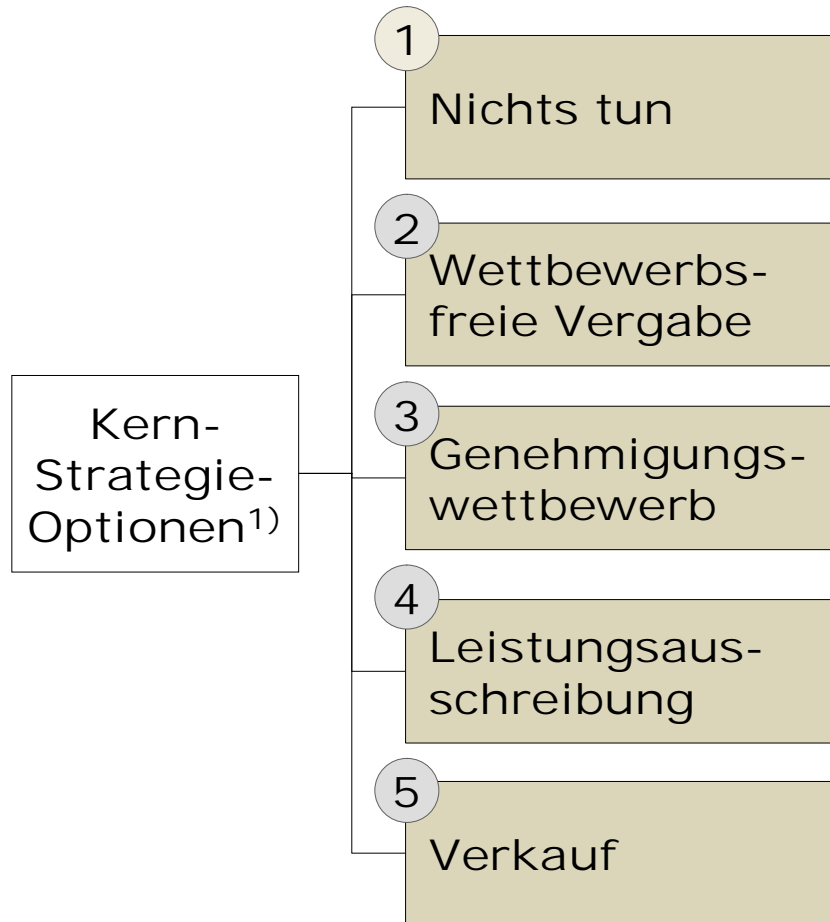 1
Nichts tun
2
Wettbewerbs-
freie Vergabe
Kern-
Strategie-
Optionen¹⁾
3
Genehmigungs-
wettbewerb
4
Leistungsaus-
schreibung
5
Verkauf